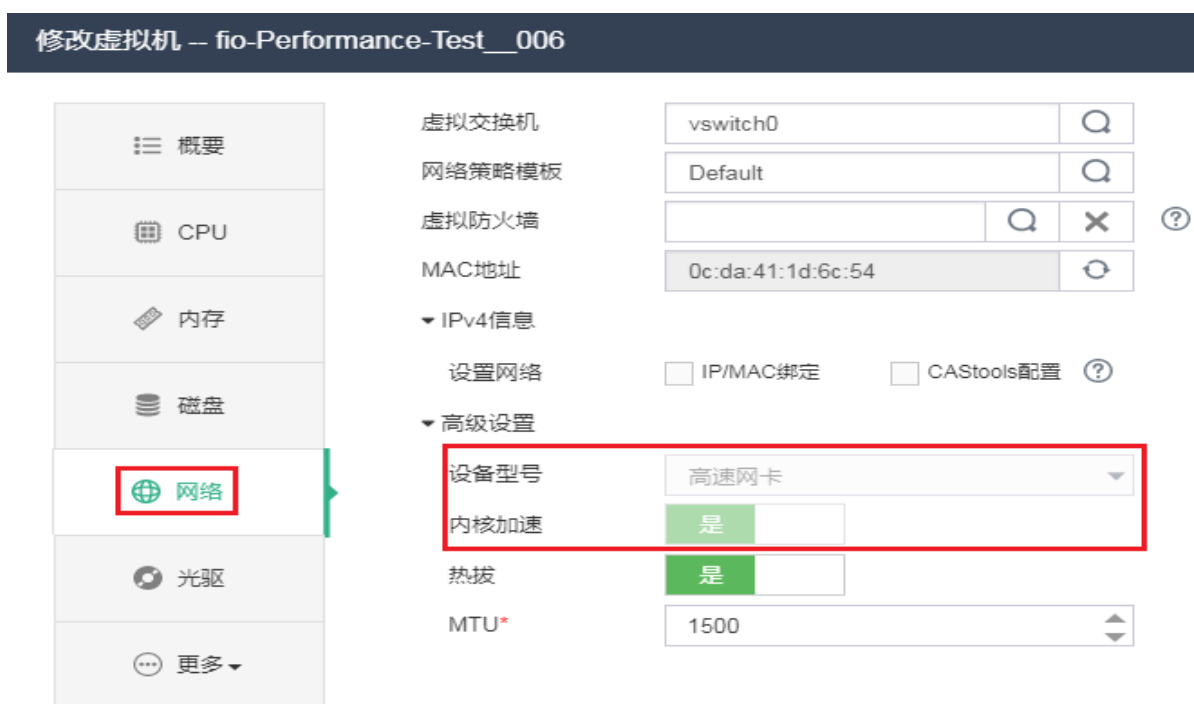 修改虚拟机 -- fio-Performance-Test__006
概要
CPU
内存
磁盘
网络
光驱
更多
虚拟交换机 vswitch0
网络策略模板 Default
虚拟防火墙
MAC地址 0c:da:41:1d:6c:54
IPv4信息
设置网络 IP/MAC绑定 CAStools配置
高级设置
设备型号 高速网卡
内核加速 是
热拔 是
MTU* 1500